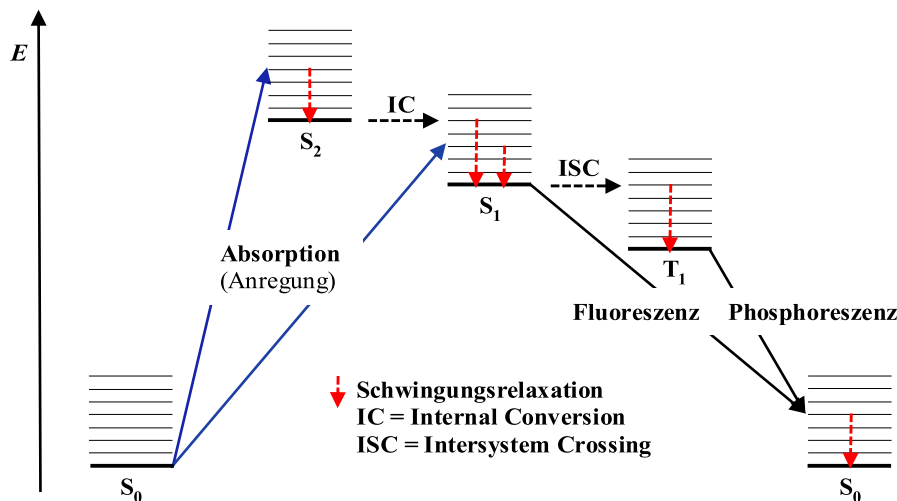 E
IC
S2
ISC
S1
T1
Absorption
(Anregung)
Fluoreszenz
Phosphoreszenz
Schwingungsrelaxation
IC = Internal Conversion
ISC = Intersystem Crossing
S0
S0